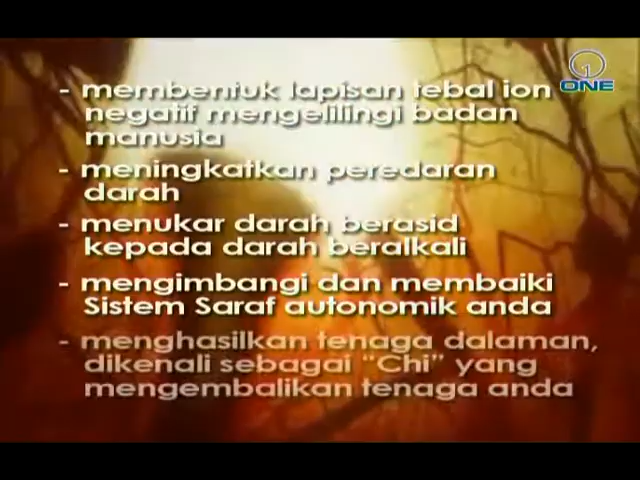 ONE
- membentuk lapisan tebal ion
negatif mengelilingi badan
manusia
- meningkatkan peredaran
darah
- menukar darah berasid
kepada darah beralkali
- mengimbangi dan membaiki
Sistem Saraf autonomik anda
- menghasilkan tenaga dalaman,
dikenali sebagai "Chi" yang
mengembalikan tenaga anda